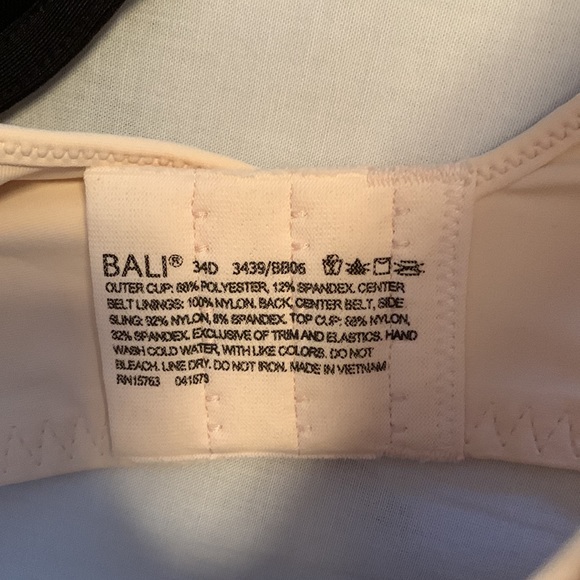 BALI® 34D 3439/BB06
OUTER CUP: 88% POLYESTER, 12% SPANDEX. CENTER
BELT LININGS: 100% NYLON. BACK, CENTER BELT, SIDE
SLING: 92% NYLON, 8% SPANDEX. TOP CUP: 68% NYLON,
32% SPANDEX. EXCLUSIVE OF TRIM AND ELASTICS. HAND
WASH COLD WATER, WITH LIKE COLORS. DO NOT
BLEACH. LINE DRY. DO NOT IRON. MADE IN VIETNAM
RN15763 041673